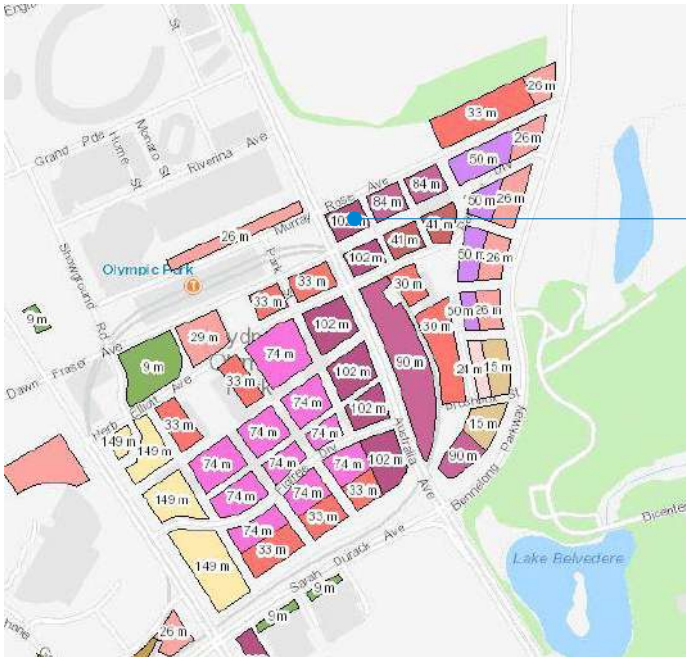 Grand Pde
Home St
Monaro St
Riverina Ave
33 m
26 m
26 m
50 m
Murray Rose Ave
84 m
84 m
50 m
26 m
26 m
41 m
41 m
Olympic Park
Park
102 m
50 m
26 m
33 m
33 m
30 m
9 m
Showground Rd
29 m
102 m
30 m
50 m
26 m
74 m
90 m
Dawn Fraser Ave
9 m
33 m
102 m
15 m
Herb Elliott Ave
74 m
102 m
149 m
33 m
74 m
74 m
15 m
149 m
74 m
74 m
102 m
Australia Ave
90 m
Bennelong Parkway
149 m
74 m
74 m
33 m
74 m
33 m
33 m
149 m
Sarah Durack Ave
Lake Belvedere
9 m
9 m
26 m